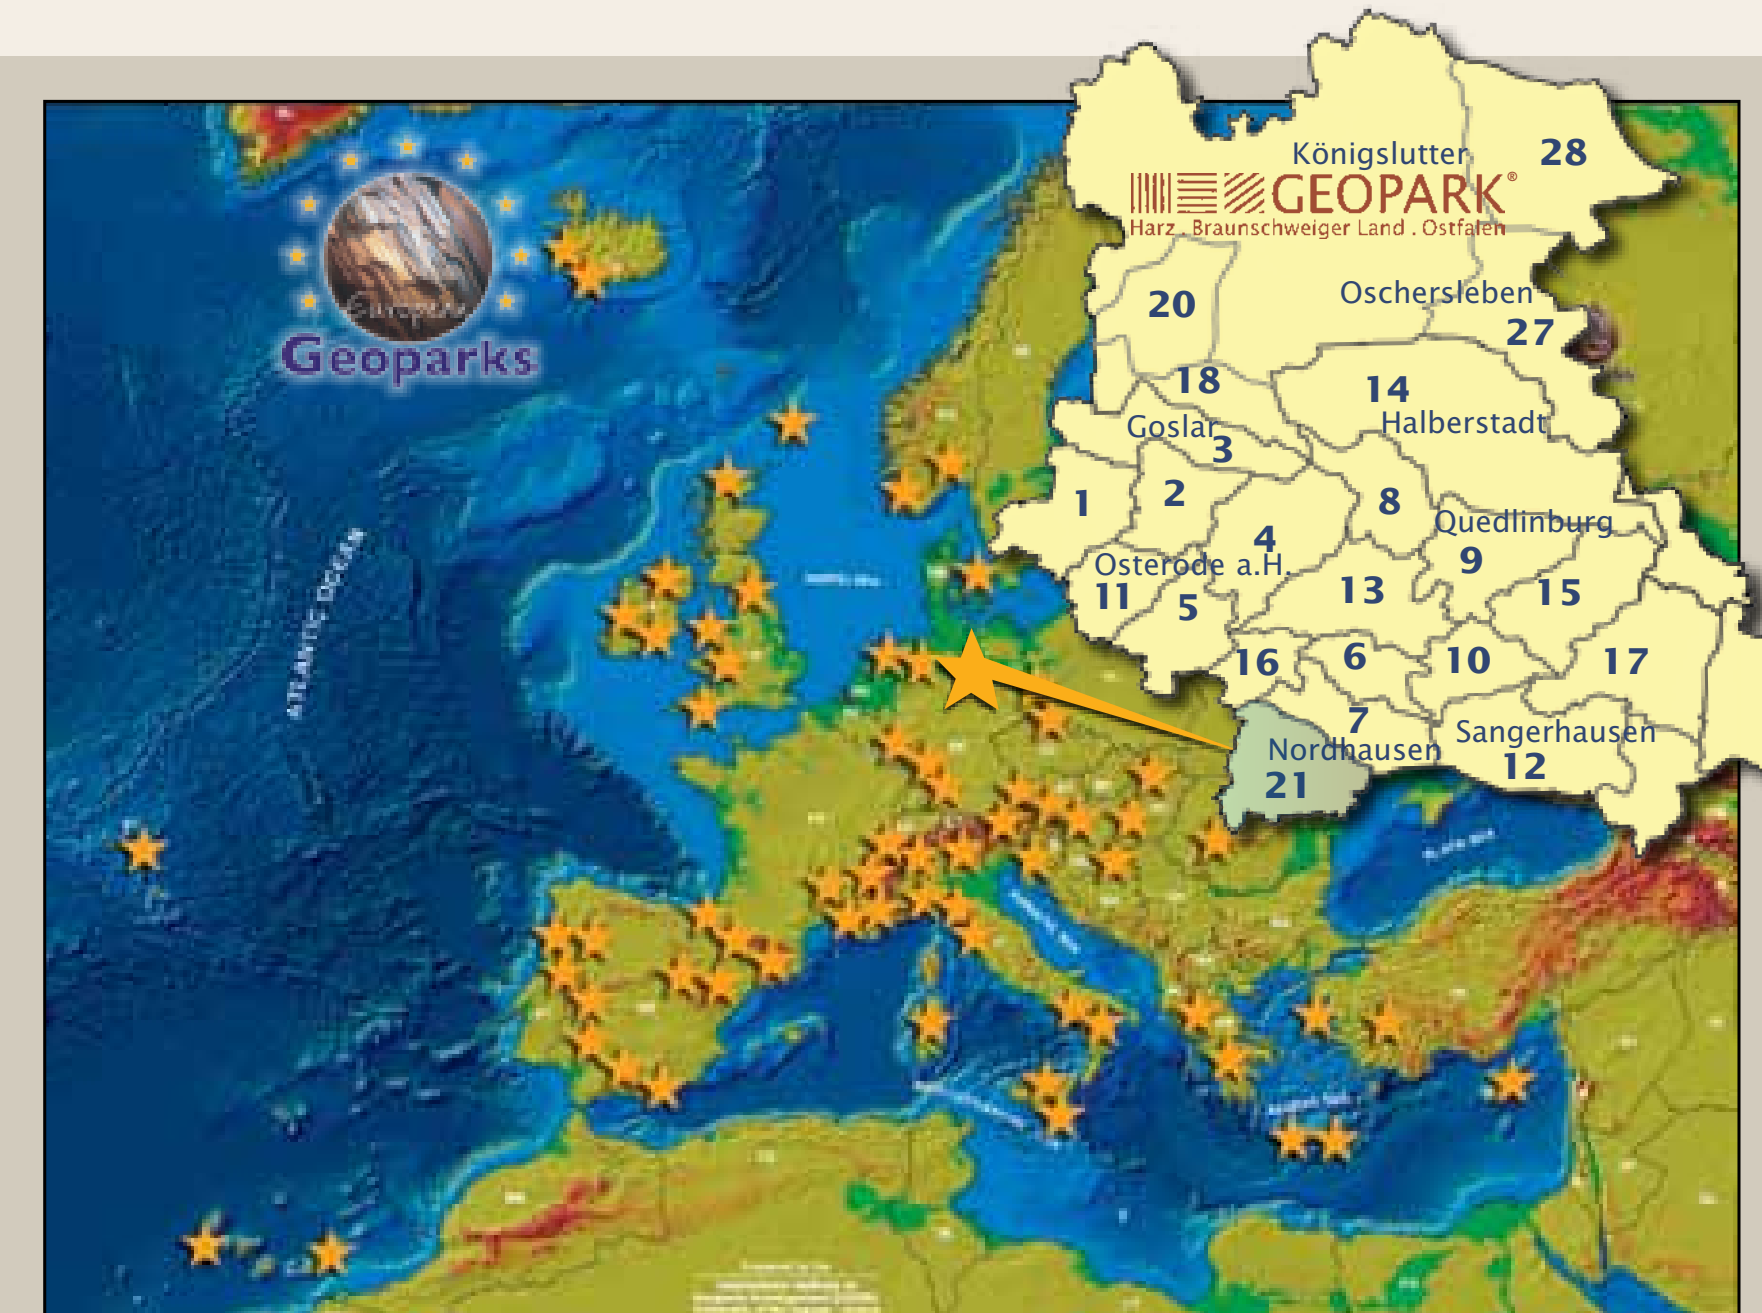 European
Geoparks
ATLANTIC OCEAN
Königslutter
28
GEOPARK®
Harz . Braunschweiger Land . Ostfalen
20
Oschersleben
27
18
14
Goslar
Halberstadt
3
1
2
8
Quedlinburg
4
9
Osterode a.H.
11
5
13
15
16
6
10
17
7
Sangerhausen
Nordhausen
12
21